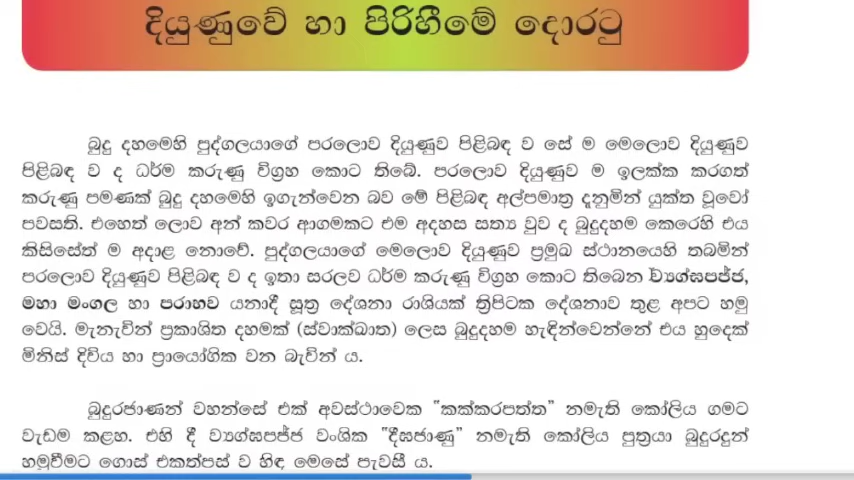 දියුණුවේ හා පිරිහීමේ දොරටු
බුදු දහමෙහි පුද්ගලයාගේ පරලොව දියුණුව පිළිබඳ ව සේ ම මෙලොව දියුණුව
පිළිබඳ ව ද ධර්ම කරුණු විග්‍රහ කොට තිබේ. පරලොව දියුණුව ම ඉලක්ක කරගත්
කරුණු පමණක් බුදු දහමෙහි ඉගැන්වෙන බව මේ පිළිබඳ අල්පමාත්‍ර දැනුමින් යුක්ත වූවෝ
පවසති. එහෙත් ලොව අන් කවර ආගමකට එම අදහස සත්‍ය වුව ද බුදුදහම කෙරෙහි එය
කිසිසේත් ම අදාළ නොවේ. පුද්ගලයාගේ මෙලොව දියුණුව ප්‍රමුඛ ස්ථානයෙහි තබමින්
පරලොව දියුණුව පිළිබඳ ව ද ඉතා සරලව ධර්ම කරුණු විග්‍රහ කොට තිබෙන ව්‍යග්ඝපජ්ජ,
මහා මංගල හා පරාභව යනාදී සූත්‍ර දේශනා රාශියක් ත්‍රිපිටක දේශනාව තුළ අපට හමු
වෙයි. මැනැවින් ප්‍රකාශිත දහමක් (ස්වාක්ඛාත) ලෙස බුදුදහම හැඳින්වෙන්නේ එය හුදෙක්
මිනිස් දිවිය හා ප්‍රායෝගික වන බැවින් ය.
බුදුරජාණන් වහන්සේ එක් අවස්ථාවෙක "කක්කරපත්ත" නමැති කෝලිය ගමට
වැඩම කළහ. එහි දී ව්‍යග්ඝපජ්ජ වංශික "දීඝජාණු" නමැති කෝලිය පුත්‍රයා බුදුරදුන්
හමුවීමට ගොස් එකත්පස් ව හිඳ මෙසේ පැවසී ය.